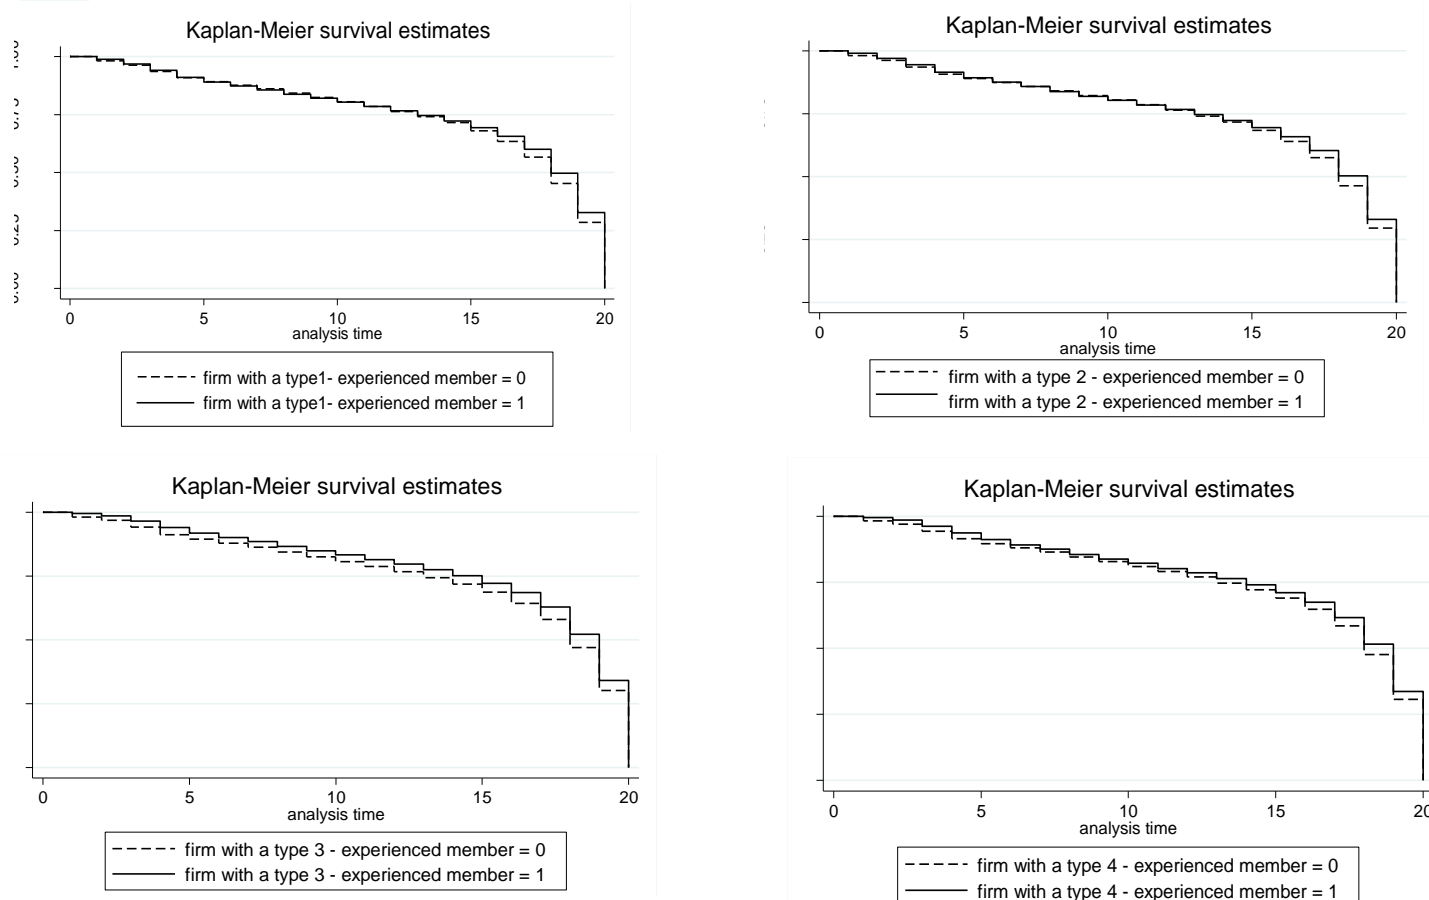 Kaplan-Meier survival estimates
0 5 10 15 20
analysis time
firm with a type1- experienced member = 0
firm with a type1- experienced member = 1
Kaplan-Meier survival estimates
0 5 10 15 20
analysis time
firm with a type 2 - experienced member = 0
firm with a type 2 - experienced member = 1
Kaplan-Meier survival estimates
0 5 10 15 20
analysis time
firm with a type 3 - experienced member = 0
firm with a type 3 - experienced member = 1
Kaplan-Meier survival estimates
0 5 10 15 20
analysis time
firm with a type 4 - experienced member = 0
firm with a type 4 - experienced member = 1